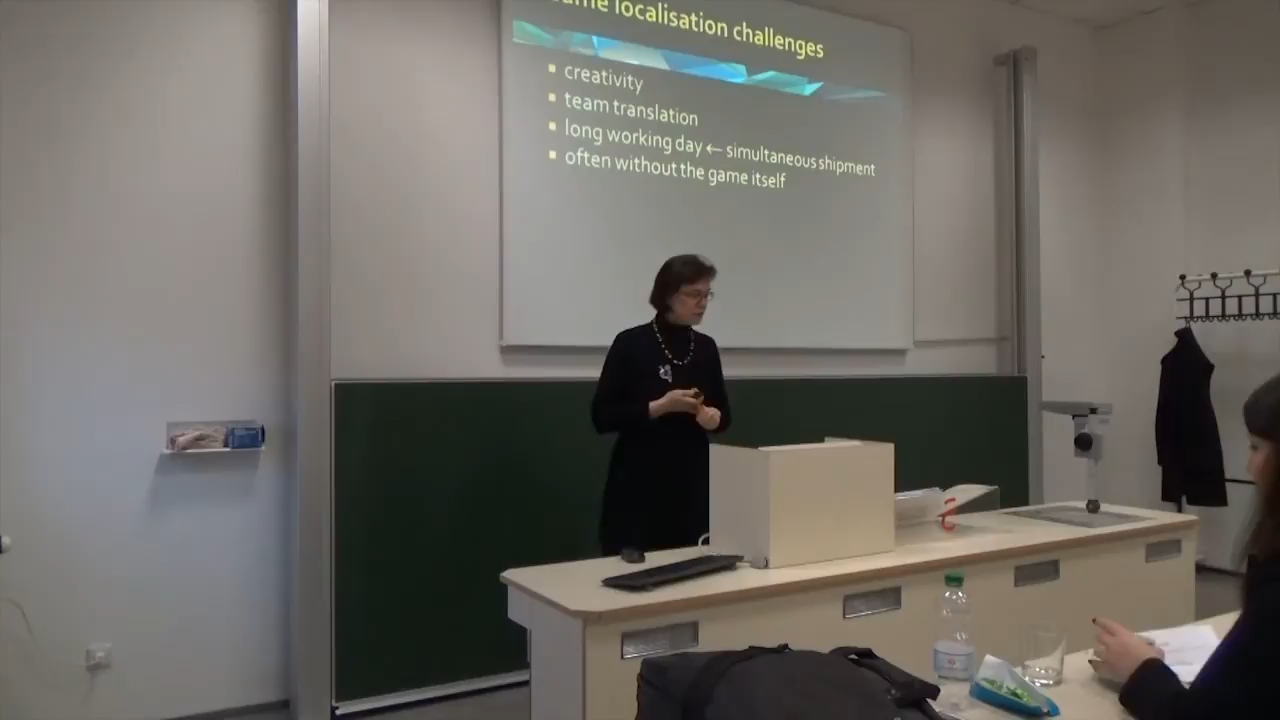 localisation challenges
▪ creativity
▪ team translation
▪ long working day ← simultaneous shipment
▪ often without the game itself